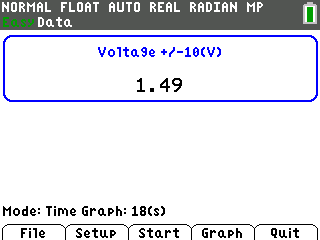 NORMAL FLOAT AUTO REAL RADIAN MP
EasyData
Voltage +/-10(V)
1.49
Mode: Time Graph: 18(s)
File Setup Start Graph Quit